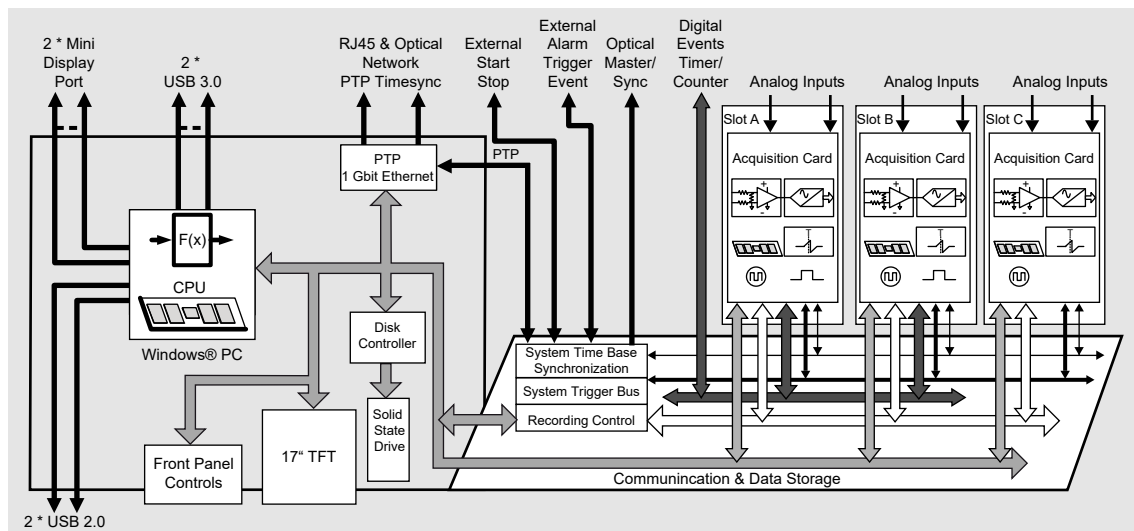 2 * Mini
Display
Port
2 *
USB 3.0
RJ45 & Optical
Network
PTP Timesync
External
Start
Stop
External
Alarm
Trigger
Event
Optical
Master/
Sync
Digital
Events
Timer/
Counter
Analog Inputs
Analog Inputs
Analog Inputs
Slot A
Slot B
Slot C
Acquisition Card
Acquisition Card
Acquisition Card
PTP
1 Gbit Ethernet
PTP
F(x)
CPU
Windows® PC
Disk
Controller
Solid
State
Drive
System Time Base
Synchronization
System Trigger Bus
Recording Control
Front Panel
Controls
17“ TFT
Communincation & Data Storage
2 * USB 2.0